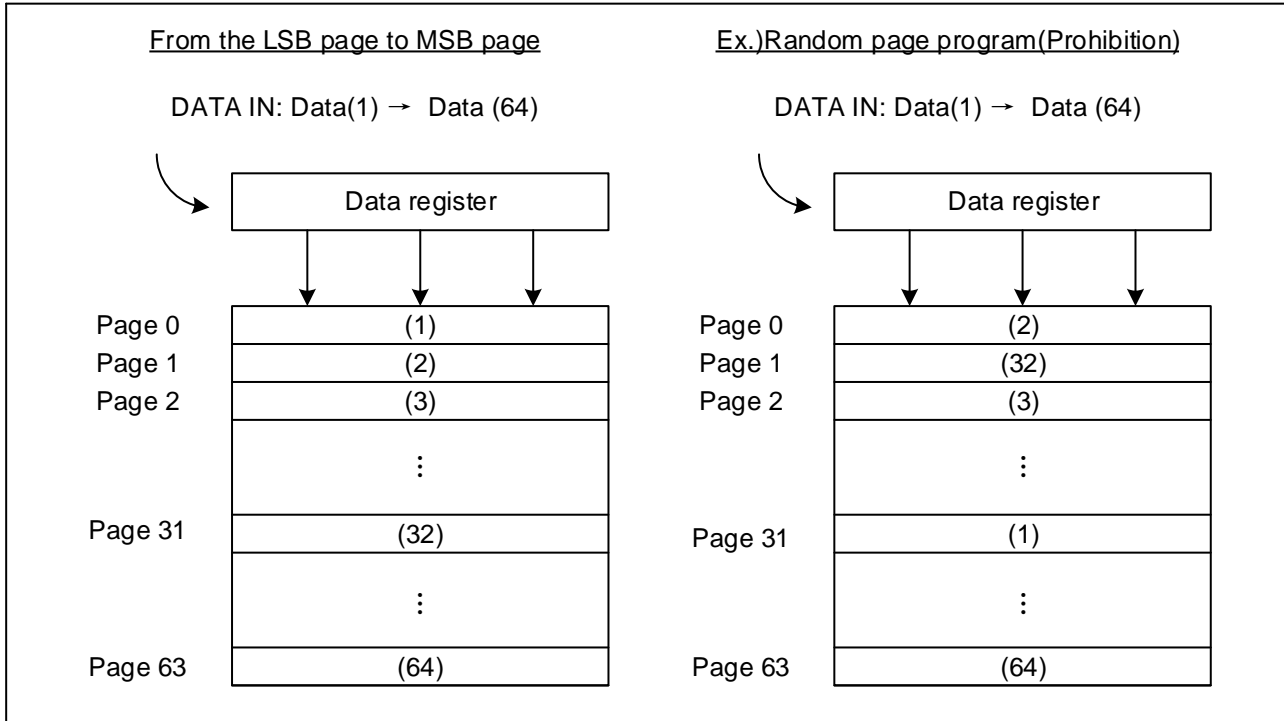 From the LSB page to MSB page
DATA IN: Data(1) → Data (64)
Data register
Page 0
(1)
Page 1
(2)
Page 2
(3)
⋮
Page 31
(32)
⋮
Page 63
(64)
Ex.)Random page program(Prohibition)
DATA IN: Data(1) → Data (64)
Data register
Page 0
(2)
Page 1
(32)
Page 2
(3)
⋮
Page 31
(1)
⋮
Page 63
(64)